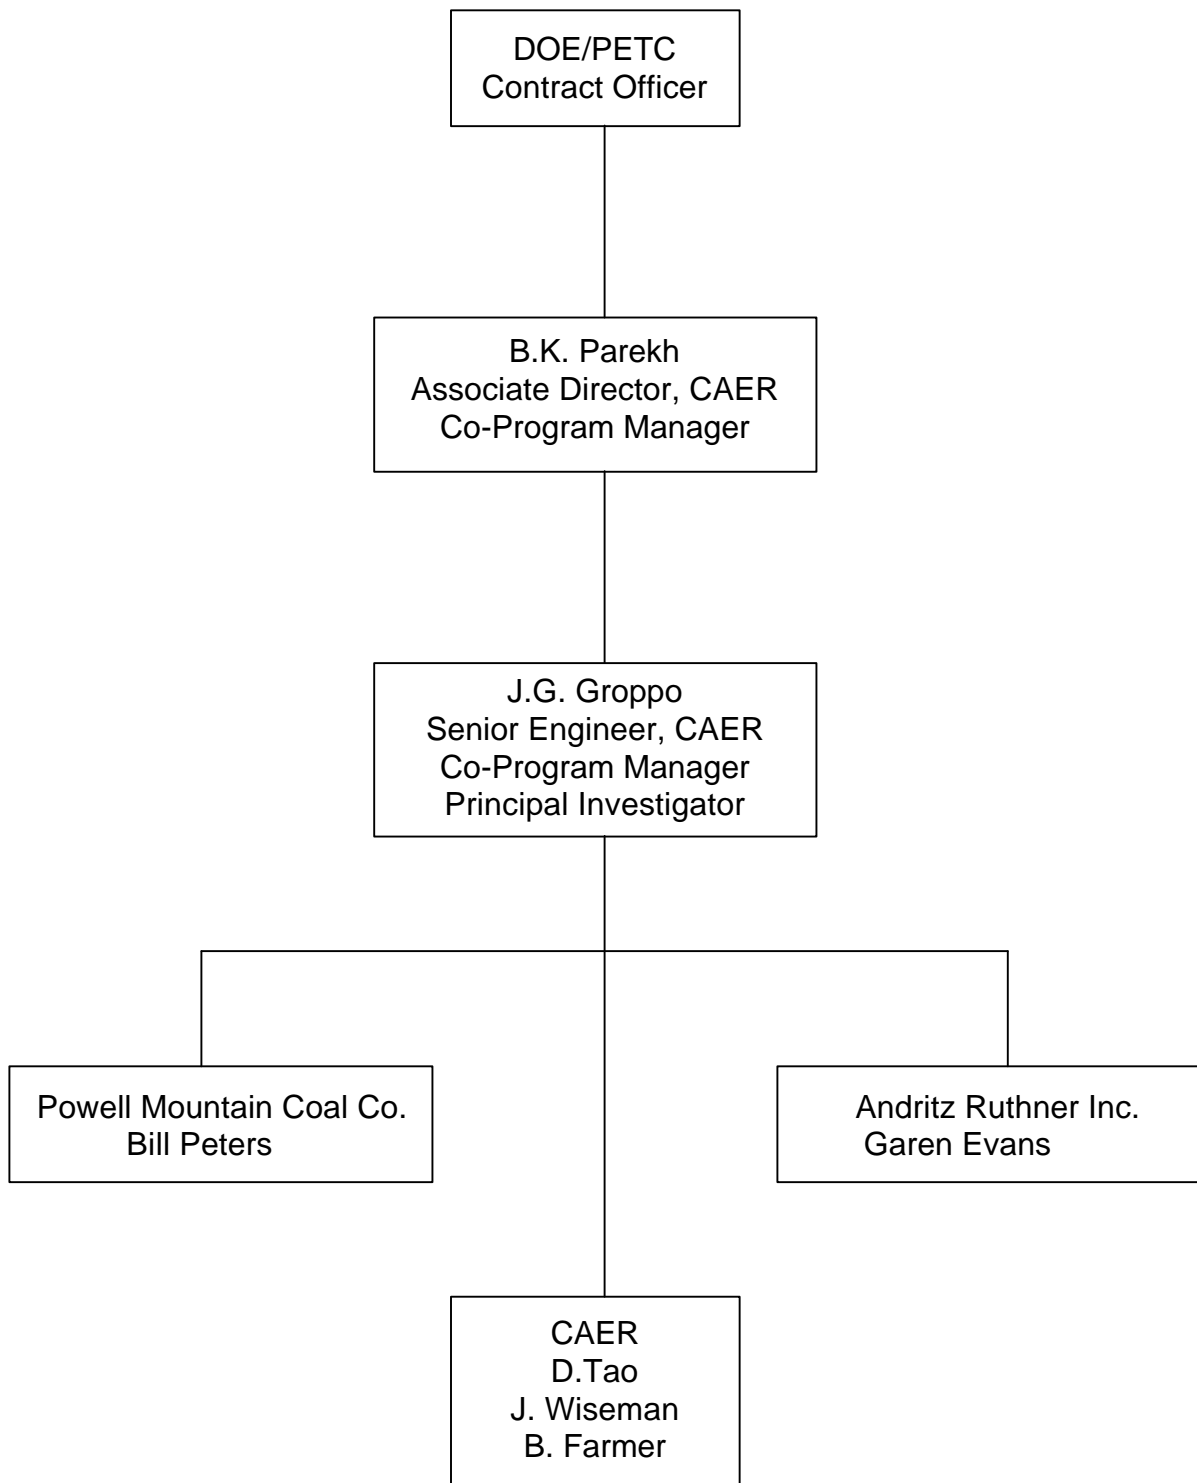 DOE/PETC
Contract Officer
B.K. Parekh
Associate Director, CAER
Co-Program Manager
J.G. Groppo
Senior Engineer, CAER
Co-Program Manager
Principal Investigator
Powell Mountain Coal Co.
Bill Peters
Andritz Ruthner Inc.
Garen Evans
CAER
D.Tao
J. Wiseman
B. Farmer